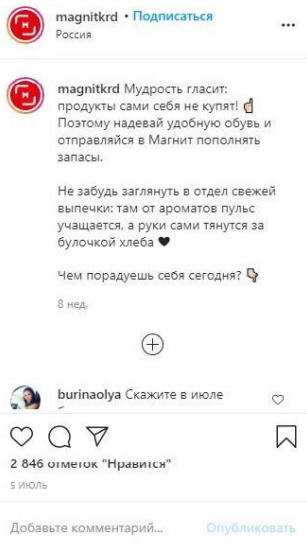 magnitkrd • Подписаться
Россия
magnitkrd Мудрость гласит:
продукты сами себя не купят! ☝🏻
Поэтому надевай удобную обувь и
отправляйся в Магнит пополнять
запасы.
Не забудь заглянуть в отдел свежей
выпечки: там от ароматов пульс
учащается, а руки сами тянутся за
булочкой хлеба 🖤
Чем порадуешь себя сегодня? 👇🏻
8 нед.
burinaolya Скажите в июле
2 846 отметок "Нравится"
5 ИЮЛЬ
Добавьте комментарий...
Опубликовать